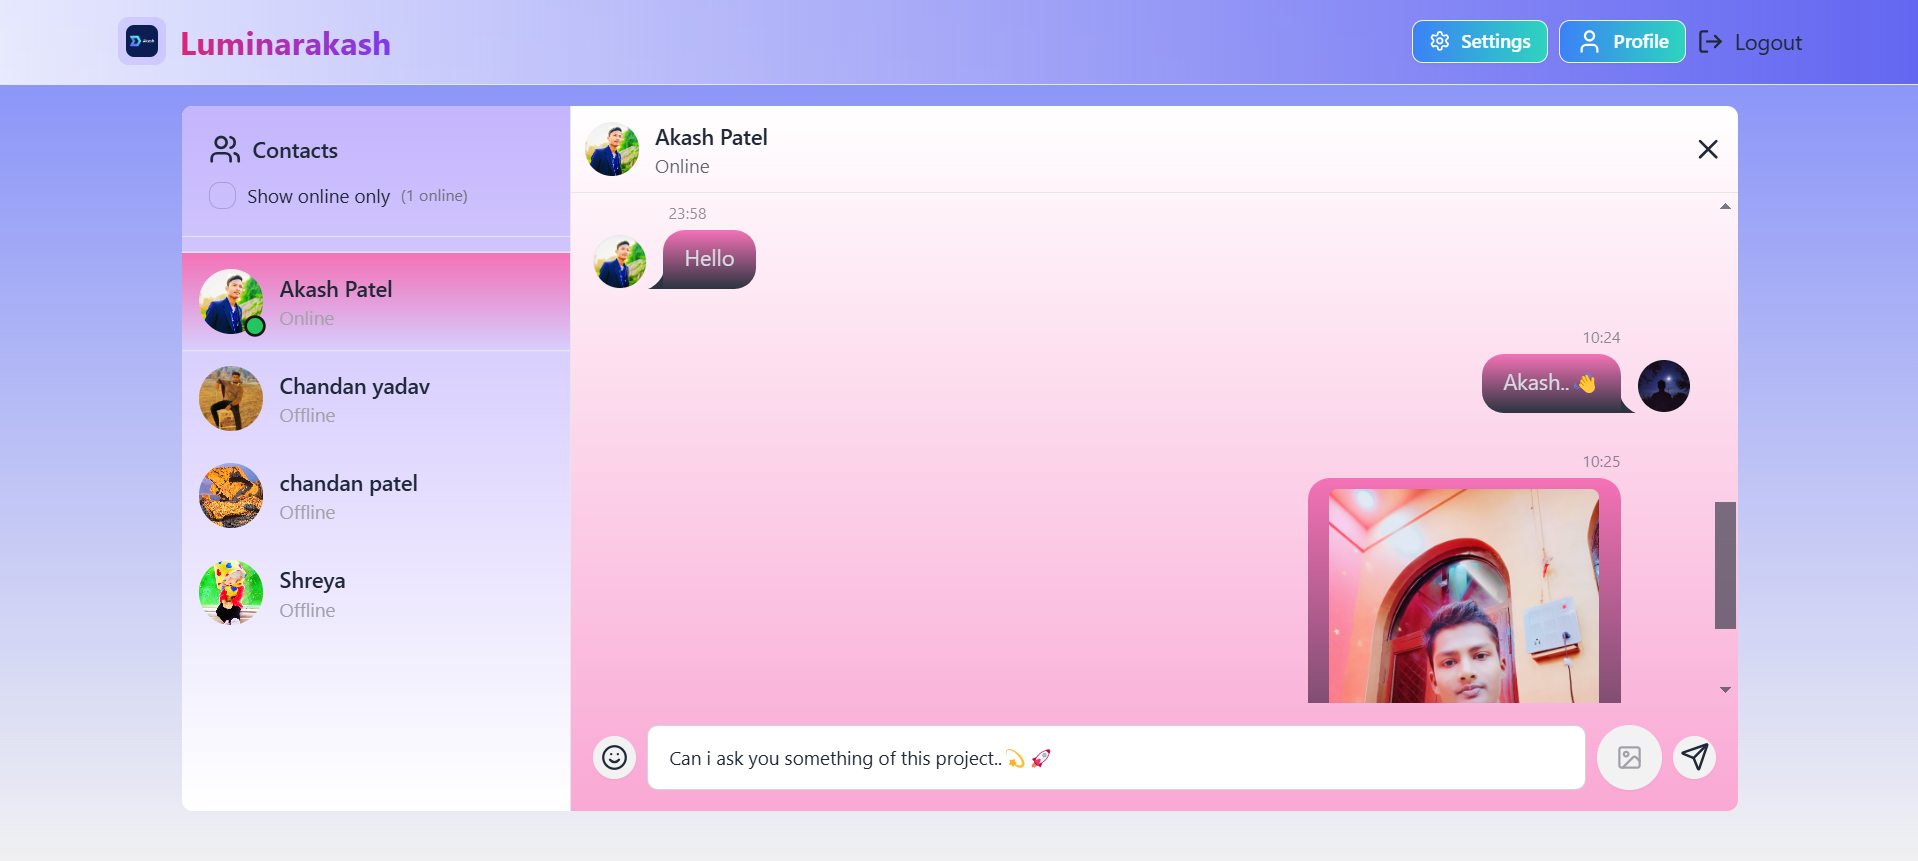 Luminarakash
Settings
Profile
Logout
Contacts
Show online only (1 online)
Akash Patel
Online
Chandan yadav
Offline
chandan patel
Offline
Shreya
Offline
Akash Patel
Online
23:58
Hello
10:24
Akash.. 👋
10:25
Can i ask you something of this project.. 💫 🚀